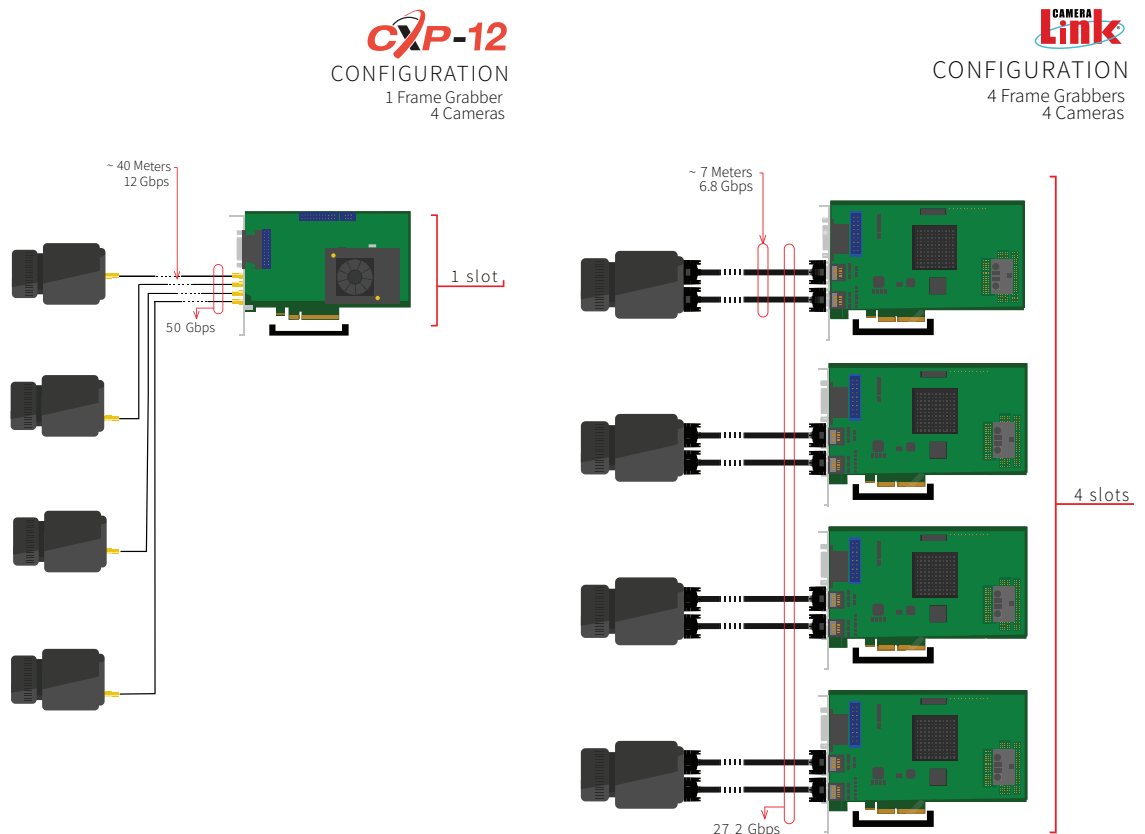 CXP-12
CONFIGURATION
1 Frame Grabber
4 Cameras
~ 40 Meters
12 Gbps
50 Gbps
1 slot
CAMERA
Link
CONFIGURATION
4 Frame Grabbers
4 Cameras
~ 7 Meters
6.8 Gbps
4 slots
27.2 Gbps